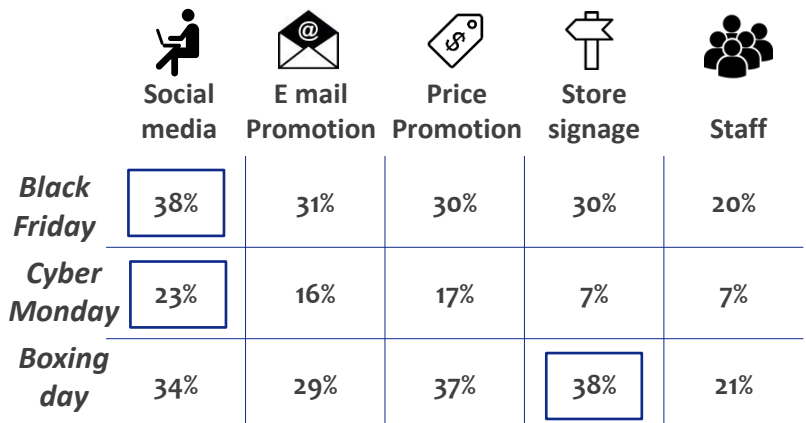 @
$
Social media
E mail Promotion
Price Promotion
Store signage
Staff
Black Friday
38%
31%
30%
30%
20%
Cyber Monday
23%
16%
17%
7%
7%
Boxing day
34%
29%
37%
38%
21%